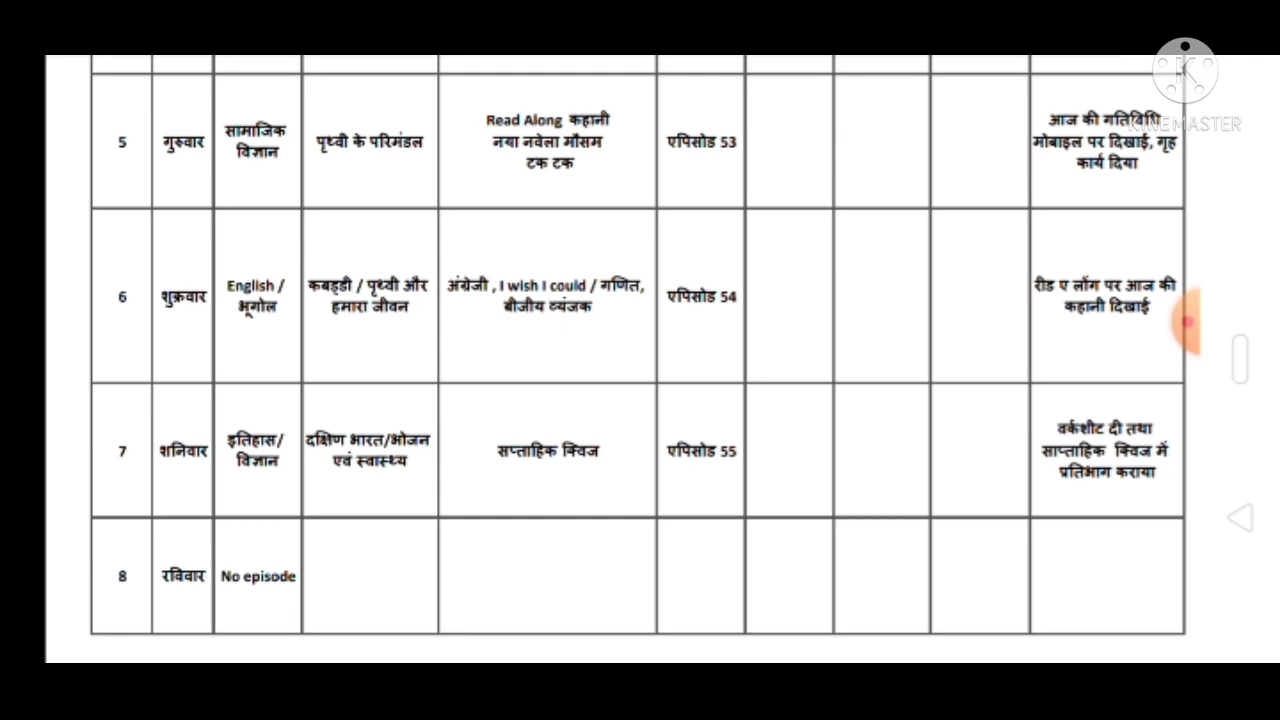 5
गुरुवार
सामाजिक
विज्ञान
पृथ्वी के परिमंडल
Read Along कहानी
नया नवेला मौसम
टक टक
एपिसोड 53
आज की गतिविधि
मोबाइल पर दिखाई, गृह
कार्य दिया
6
शुक्रवार
English /
भूगोल
कबड्डी / पृथ्वी और
हमारा जीवन
अंग्रेजी , I wish I could / गणित,
बीजीय व्यंजक
एपिसोड 54
रीड ए लोंग पर आज की
कहानी दिखाई
7
शनिवार
इतिहास/
विज्ञान
दक्षिण भारत/भोजन
एवं स्वास्थ्य
सप्ताहिक क्विज
एपिसोड 55
वर्कशीट दी तथा
साप्ताहिक क्विज में
प्रतिभाग कराया
8
रविवार
No episode
K
KINEMASTER